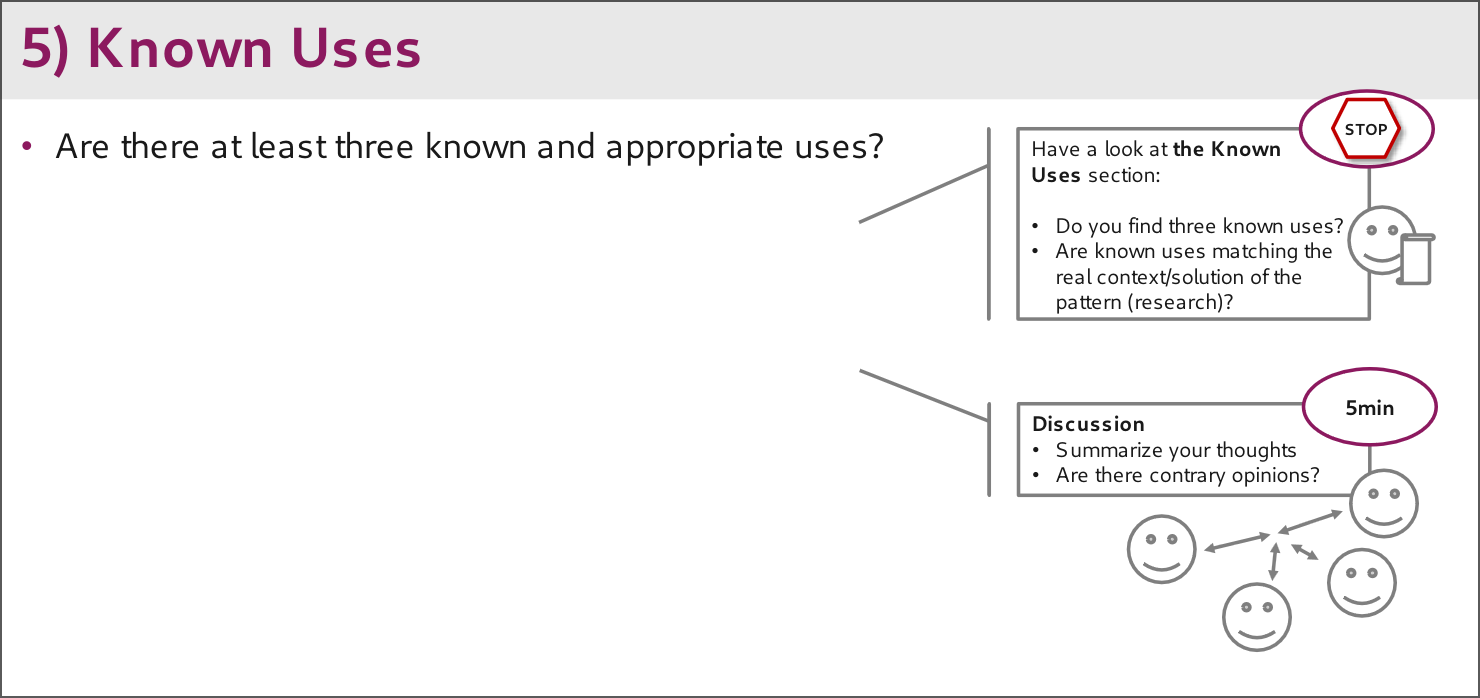 5) Known Uses
• Are there at least three known and appropriate uses?
STOP
Have a look at the Known
Uses section:
• Do you find three known uses?
• Are known uses matching the
real context/solution of the
pattern (research)?
5min
Discussion
• Summarize your thoughts
• Are there contrary opinions?